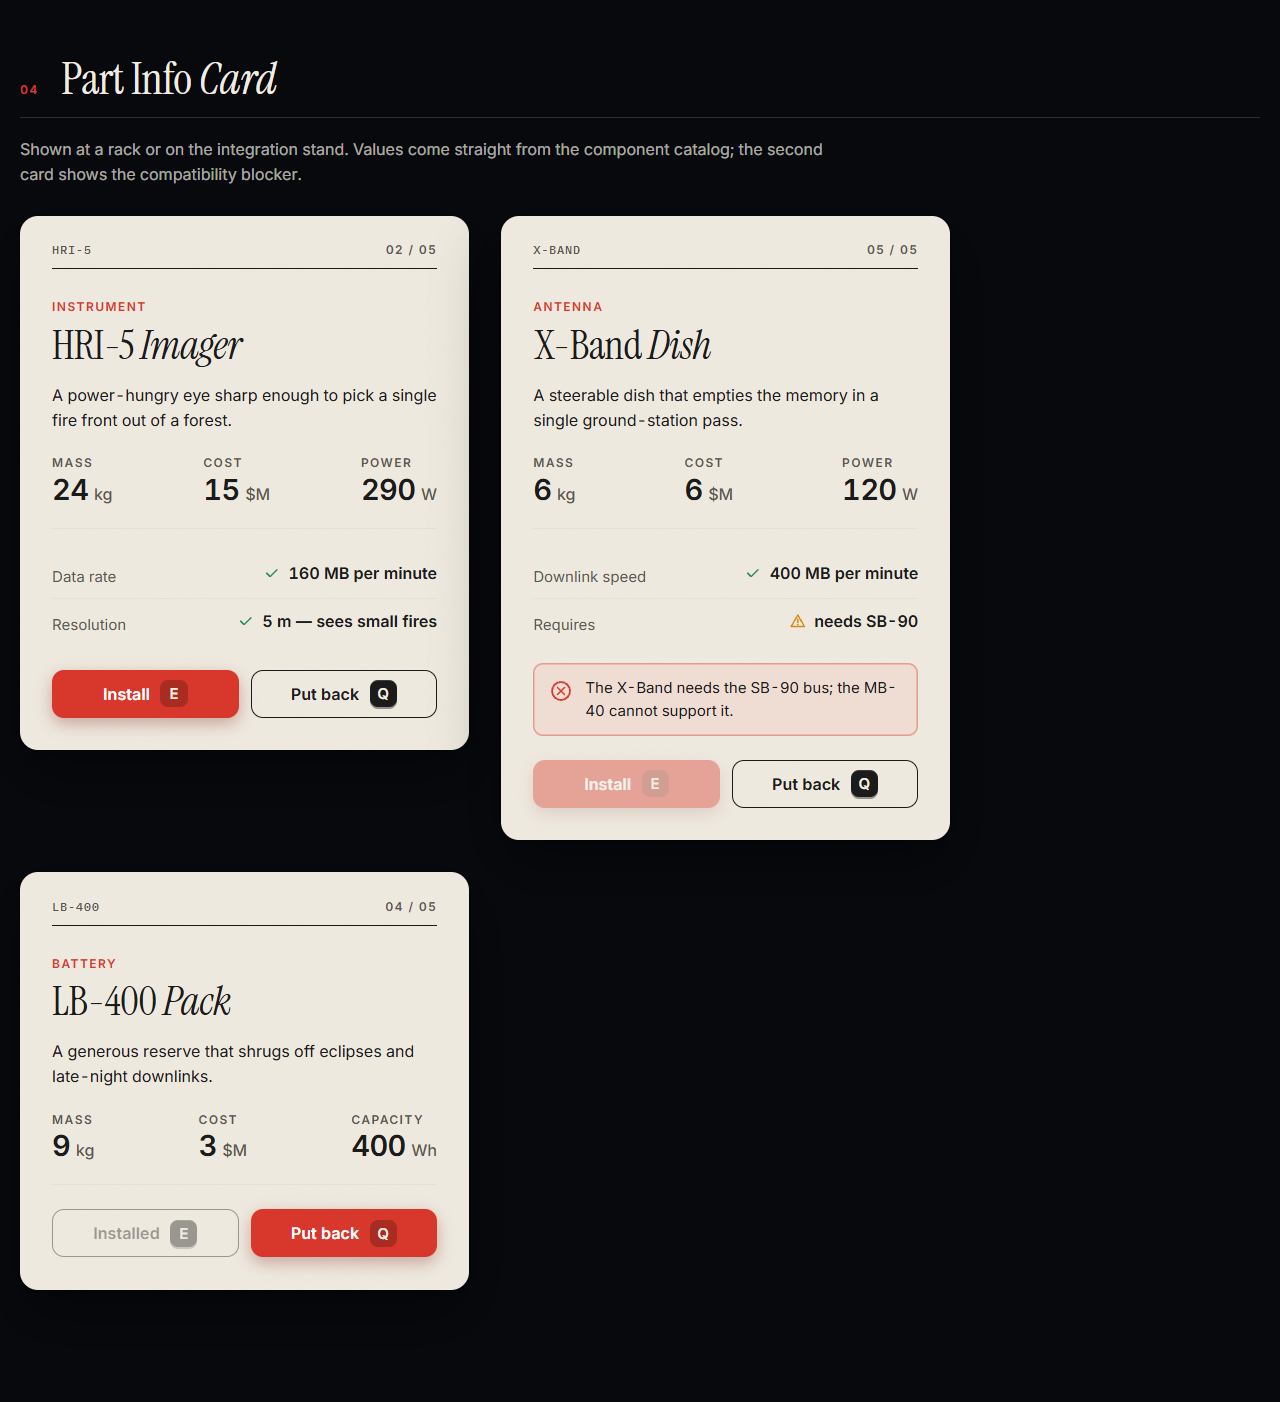 04 Part Info Card
Shown at a rack or on the integration stand. Values come straight from the component catalog; the second
card shows the compatibility blocker.
HRI-5 02 / 05
INSTRUMENT
HRI-5 Imager
A power-hungry eye sharp enough to pick a single
fire front out of a forest.
MASS COST POWER
24 kg 15 $M 290 W
Data rate 160 MB per minute
Resolution 5 m — sees small fires
Install E Put back Q
X-BAND 05 / 05
ANTENNA
X-Band Dish
A steerable dish that empties the memory in a
single ground-station pass.
MASS COST POWER
6 kg 6 $M 120 W
Downlink speed 400 MB per minute
Requires needs SB-90
The X-Band needs the SB-90 bus; the MB-
40 cannot support it.
Install E Put back Q
LB-400 04 / 05
BATTERY
LB-400 Pack
A generous reserve that shrugs off eclipses and
late-night downlinks.
MASS COST CAPACITY
9 kg 3 $M 400 Wh
Installed E Put back Q